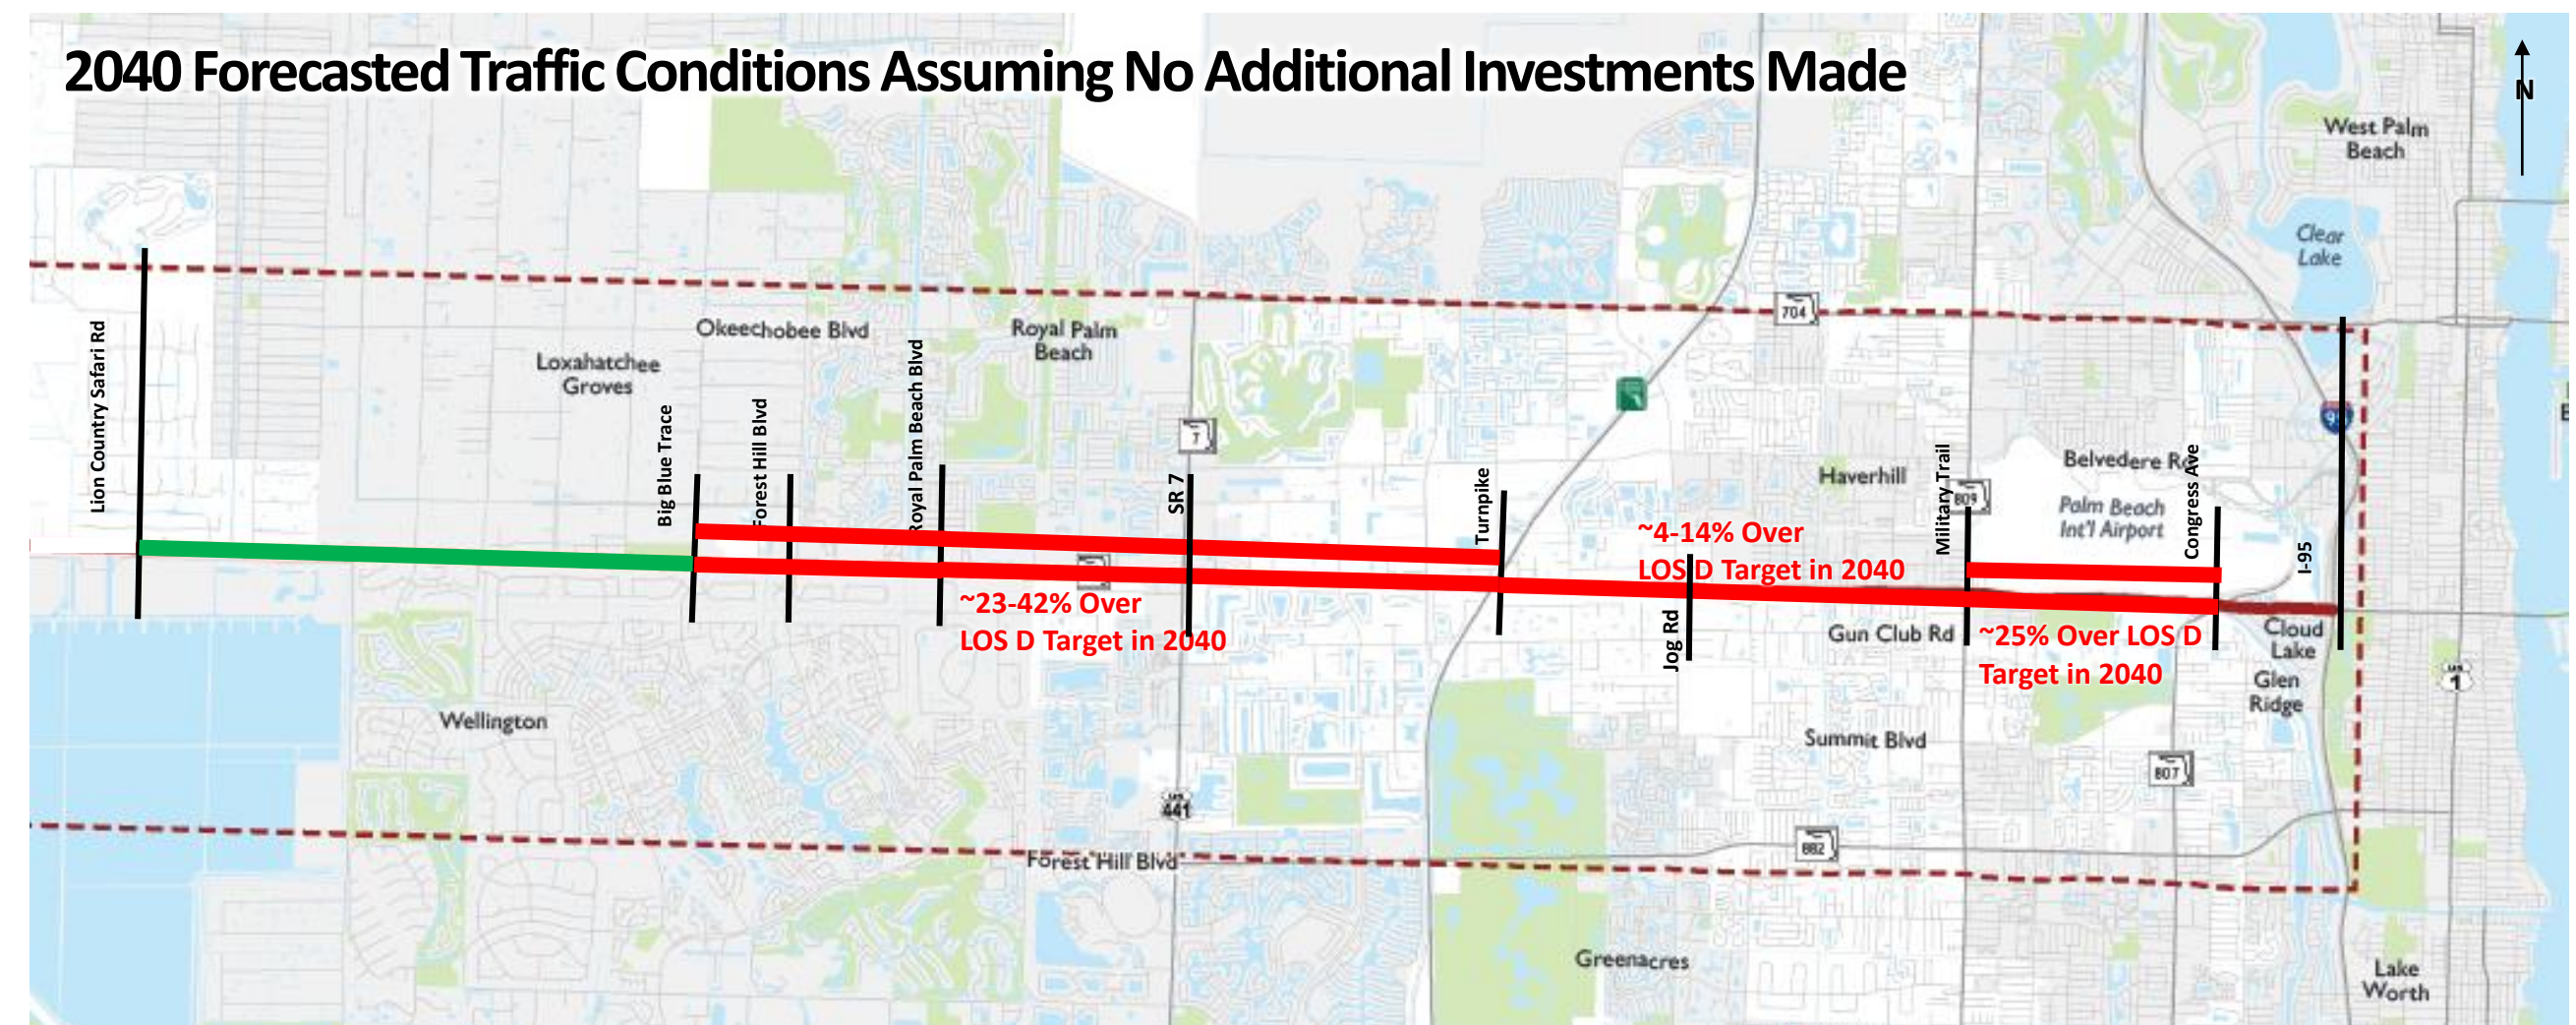 2040 Forecasted Traffic Conditions Assuming No Additional Investments Made
N
West Palm
Beach
Clear
Lake
704
Okeechobee Blvd
Royal Palm
Beach
Loxahatchee
Groves
Lion Country Safari Rd
Big Blue Trace
Forest Hill Blvd
Royal Palm Beach Blvd
7
SR 7
Turnpike
~4-14% Over
LOS D Target in 2040
Haverhill
Military Trail
809
Belvedere Rd
Palm Beach
Int'l Airport
Congress Ave
I-95
~23-42% Over
LOS D Target in 2040
Jog Rd
Gun Club Rd
~25% Over LOS D
Target in 2040
Cloud
Lake
Glen
Ridge
US
1
Wellington
Summit Blvd
807
US
441
Forest Hill Blvd
882
Greenacres
Lake
Worth